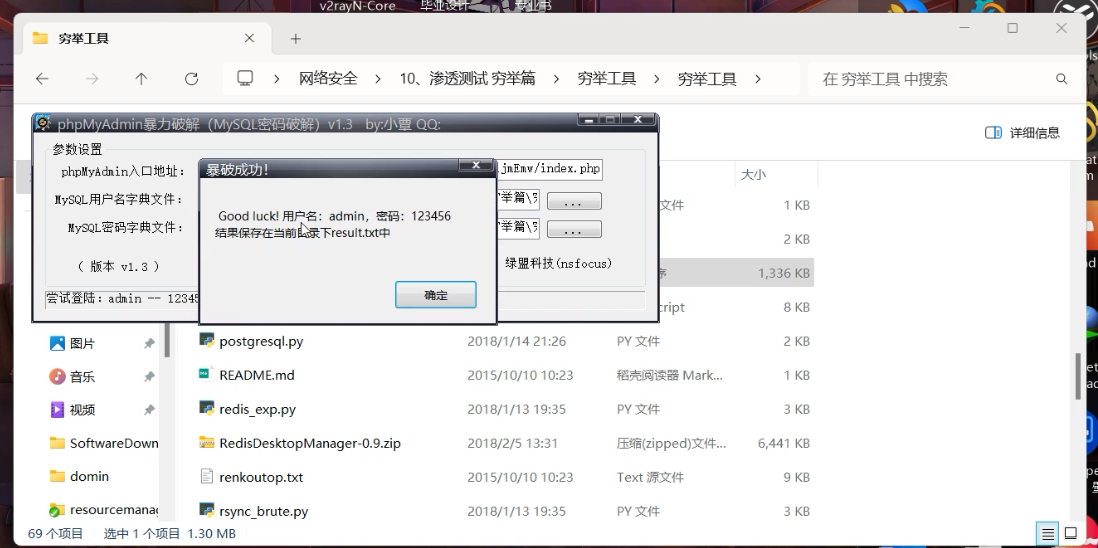 v2rayN-Core 毕业设计 专业书
穷举工具
网络安全 10、渗透测试 穷举篇 穷举工具 穷举工具 在 穷举工具 中搜索
phpMyAdmin暴力破解（MySQL密码破解）v1.3 by:小覃 QQ:
详细信息
参数设置
phpMyAdmin入口地址: jmEmw/index.php
暴破成功!
大小
MySQL用户名字典文件: ...
文件 1 KB
Good luck! 用户名：admin，密码：123456
MySQL密码字典文件: ...
结果保存在当前目录下result.txt中
2 KB
( 版本 v1.3 ) 绿盟科技(nsfocus)
序 1,336 KB
尝试登陆: admin -- 12345
确定
cript 8 KB
图片 postgresql.py 2018/1/14 21:26 PY 文件 2 KB
音乐 README.md 2015/10/10 10:23 稻壳阅读器 Mark... 1 KB
视频 redis_exp.py 2018/1/13 19:35 PY 文件 3 KB
SoftwareDown RedisDesktopManager-0.9.zip 2018/2/5 13:31 压缩(zipped)文件... 6,441 KB
domin renkoutop.txt 2015/10/10 10:23 Text 源文件 9 KB
resourcemanag rsync_brute.py 2018/1/13 19:35 PY 文件 3 KB
69 个项目 选中 1 个项目 1.30 MB